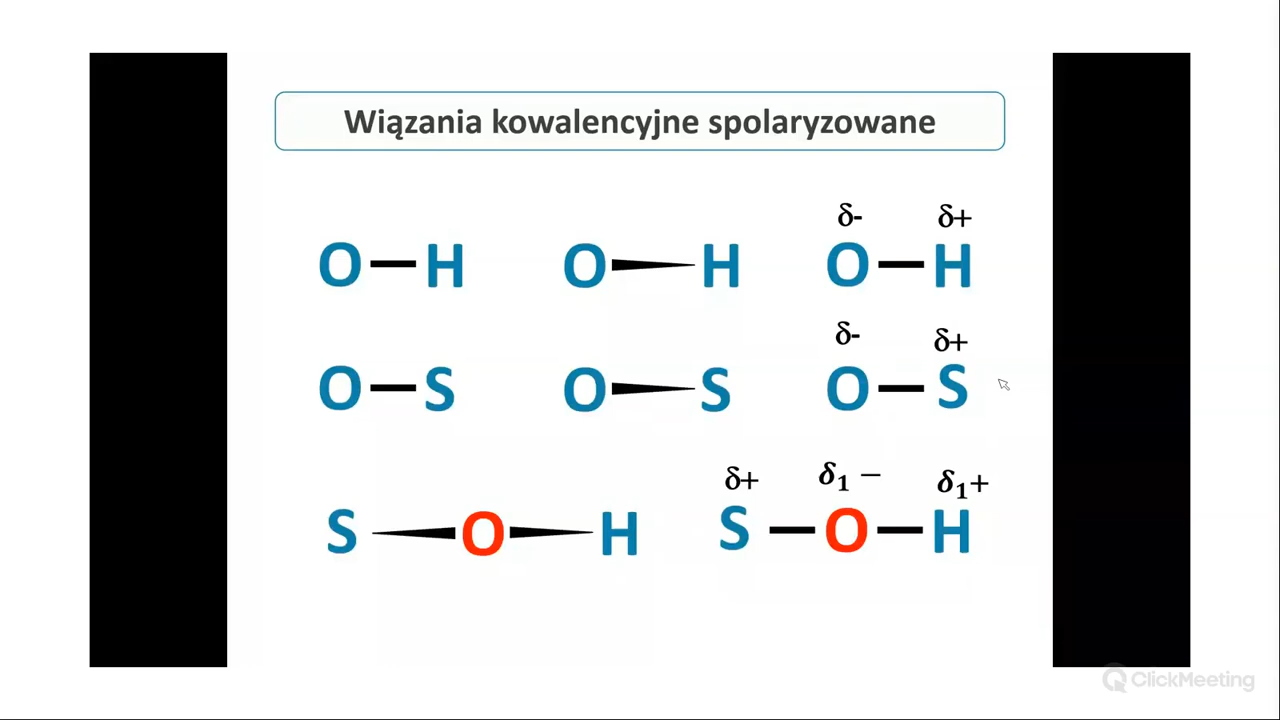 Wiązania kowalencyjne spolaryzowane
δ- δ+
O H O H O H
δ- δ+
O S O S O S
δ+ δ₁ − δ₁+
S O H S O H
ClickMeeting